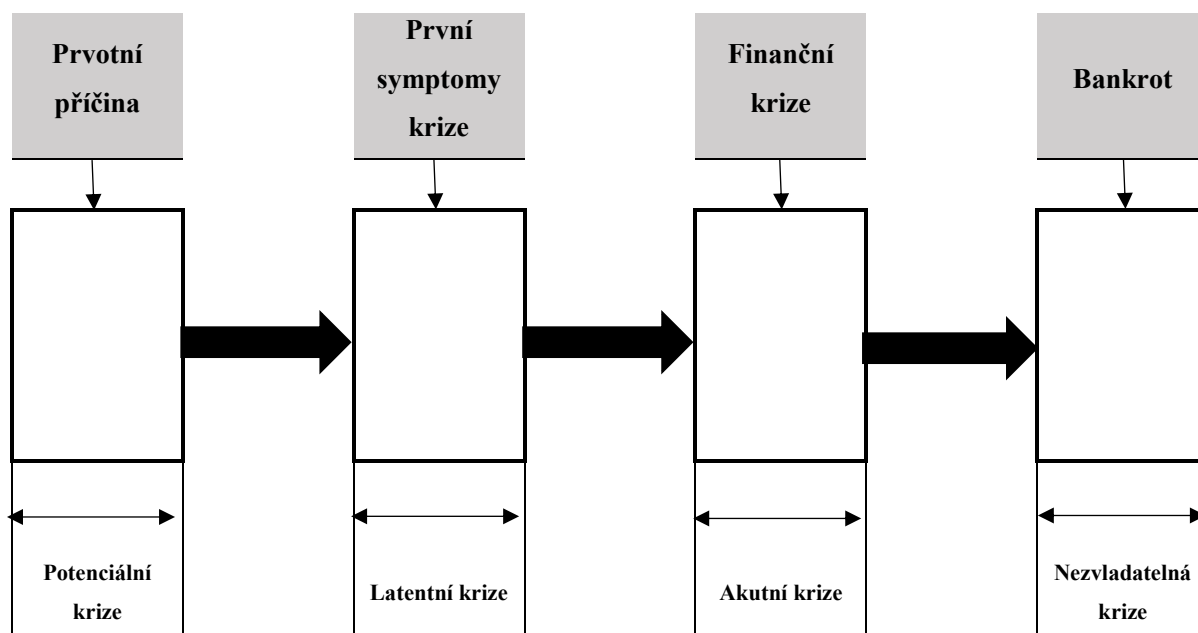 Prvotní
příčina
První
symptomy
krize
Finanční
krize
Bankrot
Potenciální
krize
Latentní krize
Akutní krize
Nezvladatelná
krize